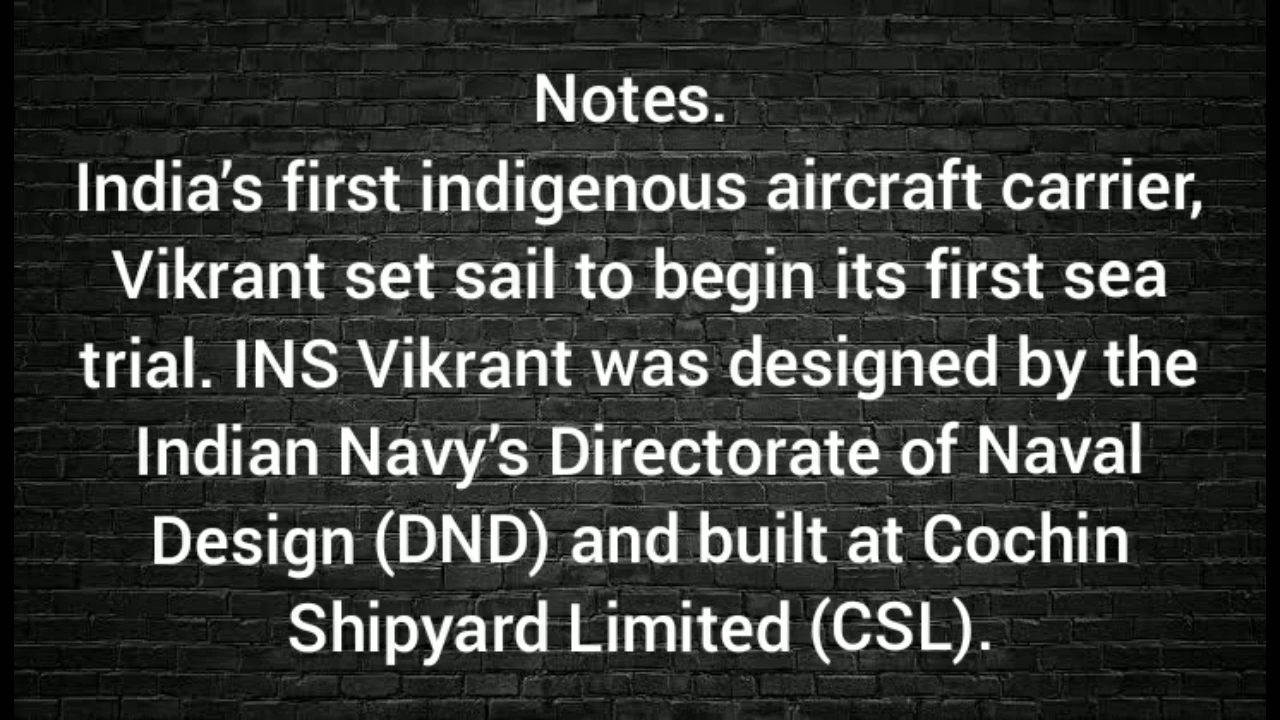 Notes.
India’s first indigenous aircraft carrier,
Vikrant set sail to begin its first sea
trial. INS Vikrant was designed by the
Indian Navy’s Directorate of Naval
Design (DND) and built at Cochin
Shipyard Limited (CSL).